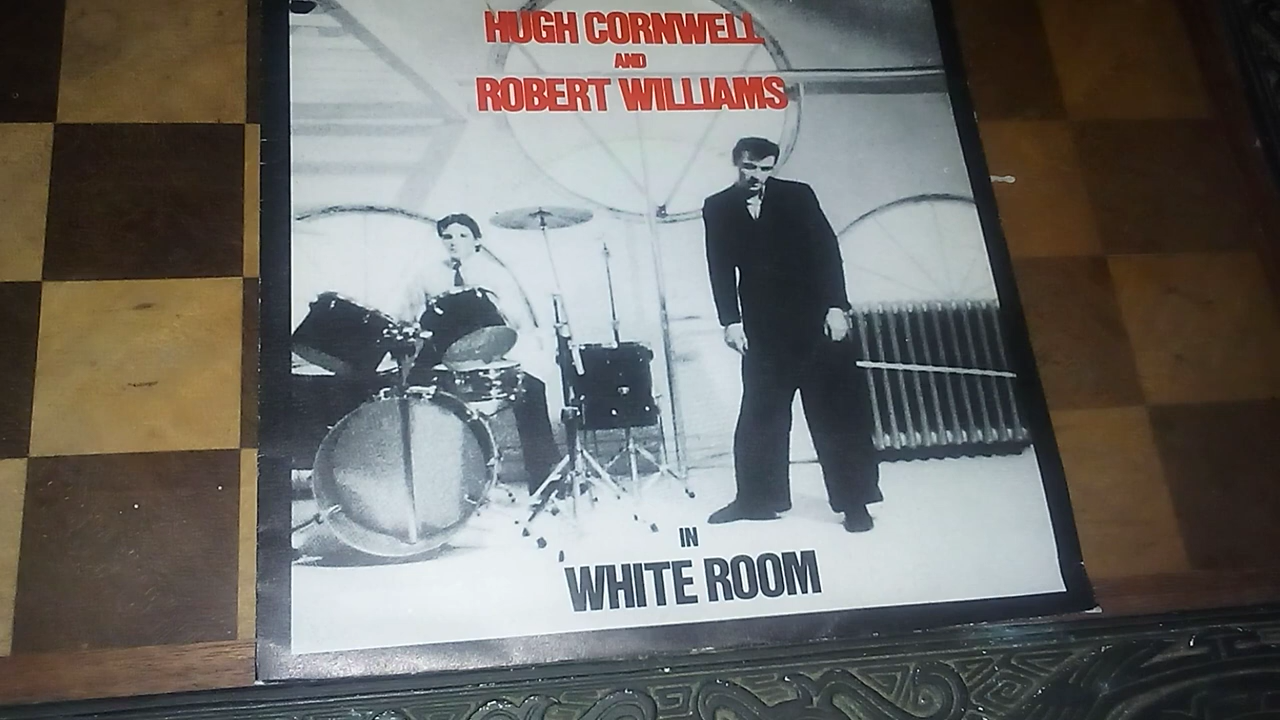 HUGH CORNWELL
AND
ROBERT WILLIAMS
IN
WHITE ROOM